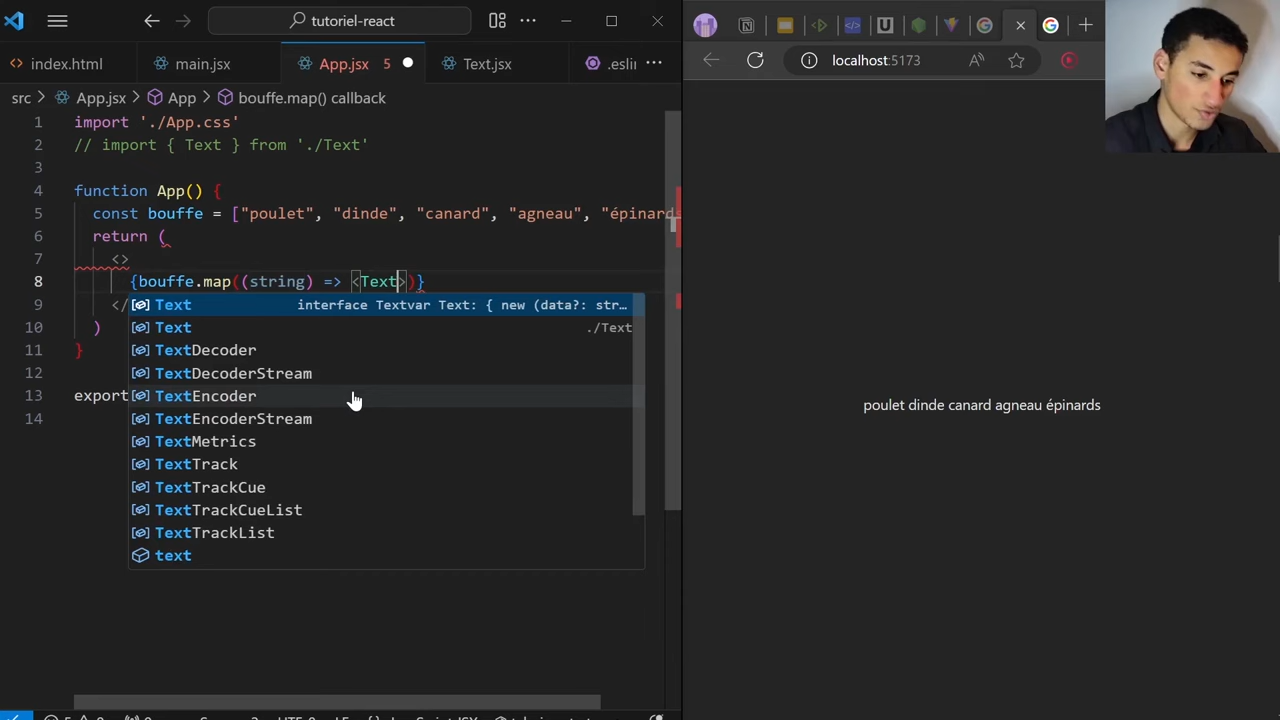 tutoriel-react
index.html
main.jsx
App.jsx 5
Text.jsx
.eslin
src > App.jsx > App > bouffe.map() callback
1 import './App.css'
2 // import { Text } from './Text'
3
4 function App() {
5 const bouffe = ["poulet", "dinde", "canard", "agneau", "épinards
6 return (
7 <>
8 {bouffe.map((string) => <Text>)}
9 </
10 )
11 }
12
13 export
14
Text interface Textvar Text: { new (data?: str...
Text ./Text
TextDecoder
TextDecoderStream
TextEncoder
TextEncoderStream
TextMetrics
TextTrack
TextTrackCue
TextTrackCueList
TextTrackList
text
localhost:5173
poulet dinde canard agneau épinards